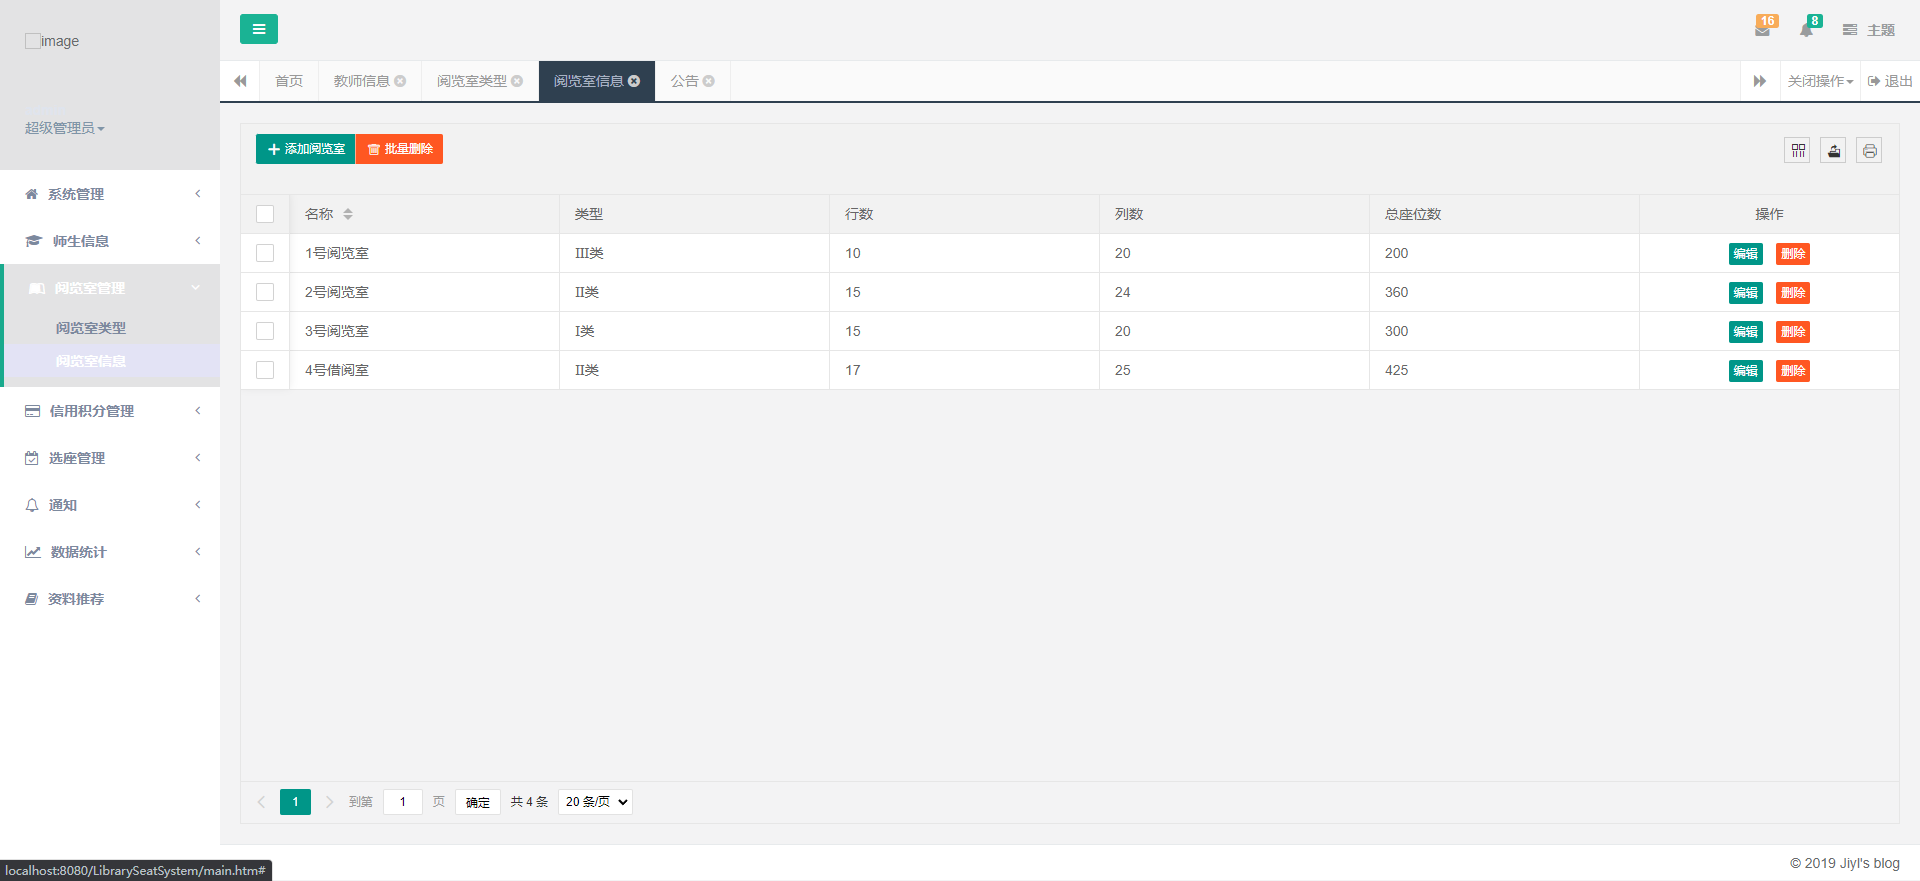 image
超级管理员
系统管理
师生信息
阅览室管理
阅览室类型
阅览室信息
信用积分管理
选座管理
通知
数据统计
资料推荐
16
8
主题
首页 教师信息 阅览室类型 阅览室信息 公告 关闭操作 退出
添加阅览室 批量删除
名称 类型 行数 列数 总座位数 操作
1号阅览室 III类 10 20 200 编辑 删除
2号阅览室 II类 15 24 360 编辑 删除
3号阅览室 I类 15 20 300 编辑 删除
4号借阅室 II类 17 25 425 编辑 删除
1 到第 1 页 确定 共 4 条 20 条/页
© 2019 Jiyl's blog
localhost:8080/LibrarySeatSystem/main.htm#